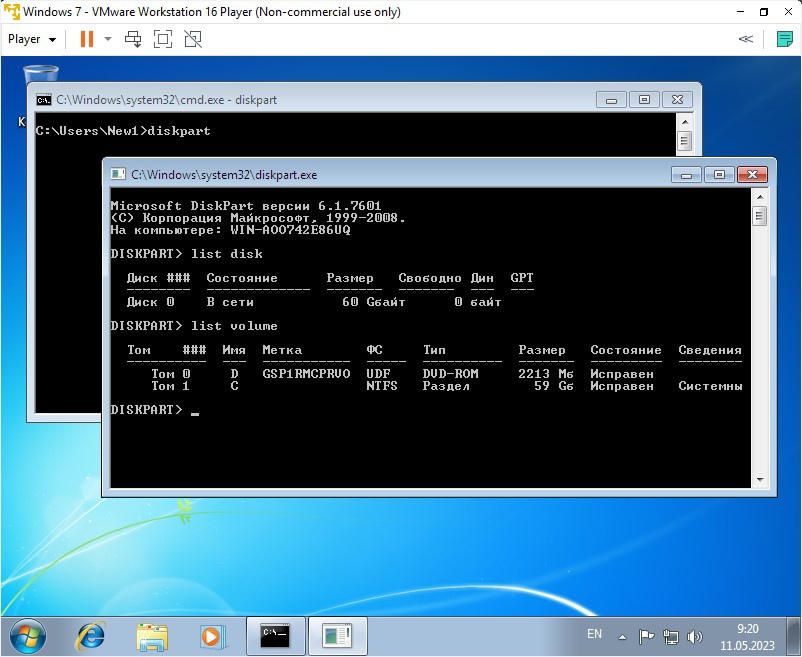 Windows 7 - VMware Workstation 16 Player (Non-commercial use only)
Player
C:\Windows\system32\cmd.exe - diskpart
C:\Users\New1>diskpart
C:\Windows\system32\diskpart.exe
Microsoft DiskPart версии 6.1.7601
(C) Корпорация Майкрософт, 1999-2008.
На компьютере: WIN-AOO742E86UQ
DISKPART> list disk
Диск ### Состояние Размер Свободно Дин GPT
Диск 0 В сети 60 Gбайт 0 байт
DISKPART> list volume
Том ### Имя Метка ФС Тип Размер Состояние Сведения
Том 0 D GSP1RMCPRVO UDF DVD-ROM 2213 Mб Исправен
Том 1 C NTFS Раздел 59 Gб Исправен Системны
DISKPART> _
EN
9:20
11.05.2023